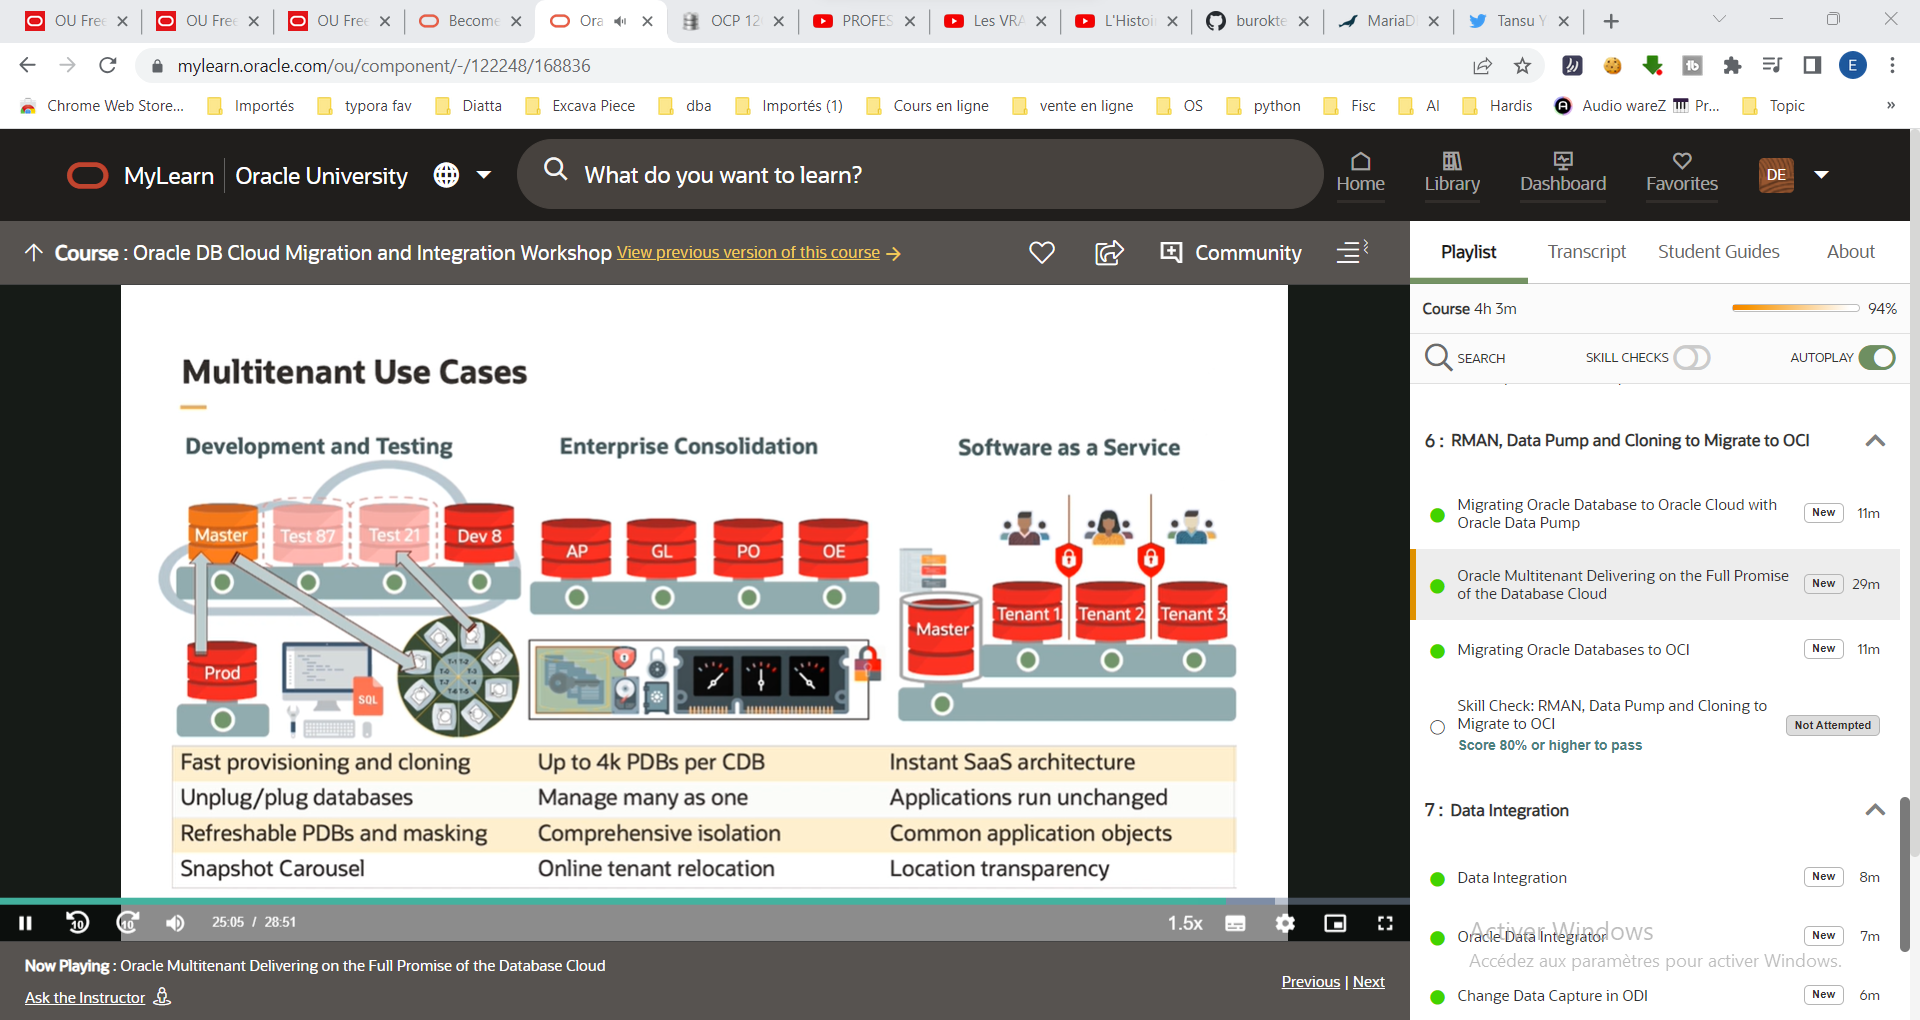 OU Free
OU Free
OU Free
Become
Ora
OCP 12
PROFES
Les VRA
L'Histoi
burokte
MariaD
Tansu Y
mylearn.oracle.com/ou/component/-/122248/168836
E
Chrome Web Store...
Importés
typora fav
Diatta
Excava Piece
dba
Importés (1)
Cours en ligne
vente en ligne
OS
python
Fisc
AI
Hardis
Audio wareZ
Pr...
Topic
»
MyLearn
Oracle University
What do you want to learn?
Home
Library
Dashboard
Favorites
DE
Course : Oracle DB Cloud Migration and Integration Workshop View previous version of this course →
Community
Playlist
Transcript
Student Guides
About
Course 4h 3m
94%
SEARCH
SKILL CHECKS
AUTOPLAY
Multitenant Use Cases
Development and Testing
Enterprise Consolidation
Software as a Service
Master
Test 87
Test 21
Dev 8
AP
GL
PO
OE
Master
Tenant 1
Tenant 2
Tenant 3
Prod
SQL
Fast provisioning and cloning
Up to 4k PDBs per CDB
Instant SaaS architecture
Unplug/plug databases
Manage many as one
Applications run unchanged
Refreshable PDBs and masking
Comprehensive isolation
Common application objects
Snapshot Carousel
Online tenant relocation
Location transparency
10
10
25:05 / 28:51
1.5x
Now Playing : Oracle Multitenant Delivering on the Full Promise of the Database Cloud
Ask the Instructor
Previous | Next
6 : RMAN, Data Pump and Cloning to Migrate to OCI
Migrating Oracle Database to Oracle Cloud with
Oracle Data Pump
New
11m
Oracle Multitenant Delivering on the Full Promise
of the Database Cloud
New
29m
Migrating Oracle Databases to OCI
New
11m
Skill Check: RMAN, Data Pump and Cloning to
Migrate to OCI
Score 80% or higher to pass
Not Attempted
7 : Data Integration
Data Integration
New
8m
Oracle Data Integrator
New
7m
Activer Windows
Accédez aux paramètres pour activer Windows.
Change Data Capture in ODI
New
6m